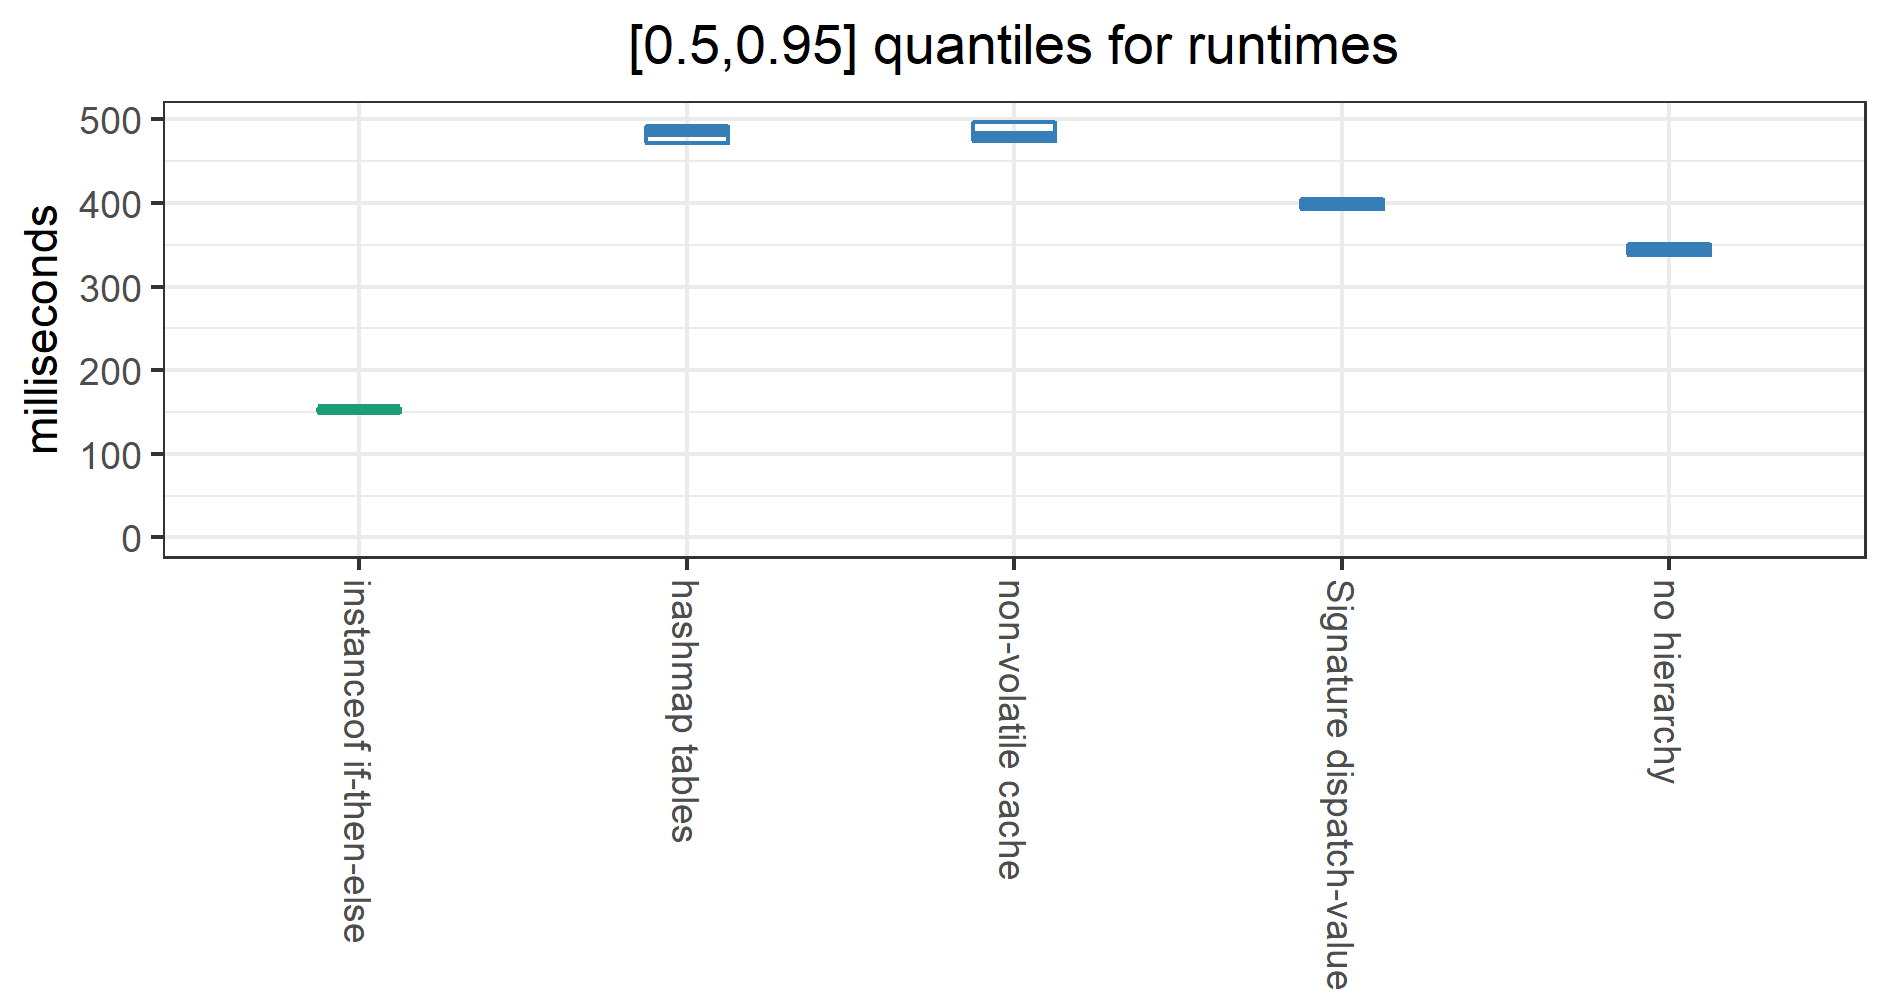 [0.5,0.95] quantiles for runtimes
milliseconds
500
400
300
200
100
0
instanceof if-then-else
hashmap tables
non-volatile cache
Signature dispatch-value
no hierarchy